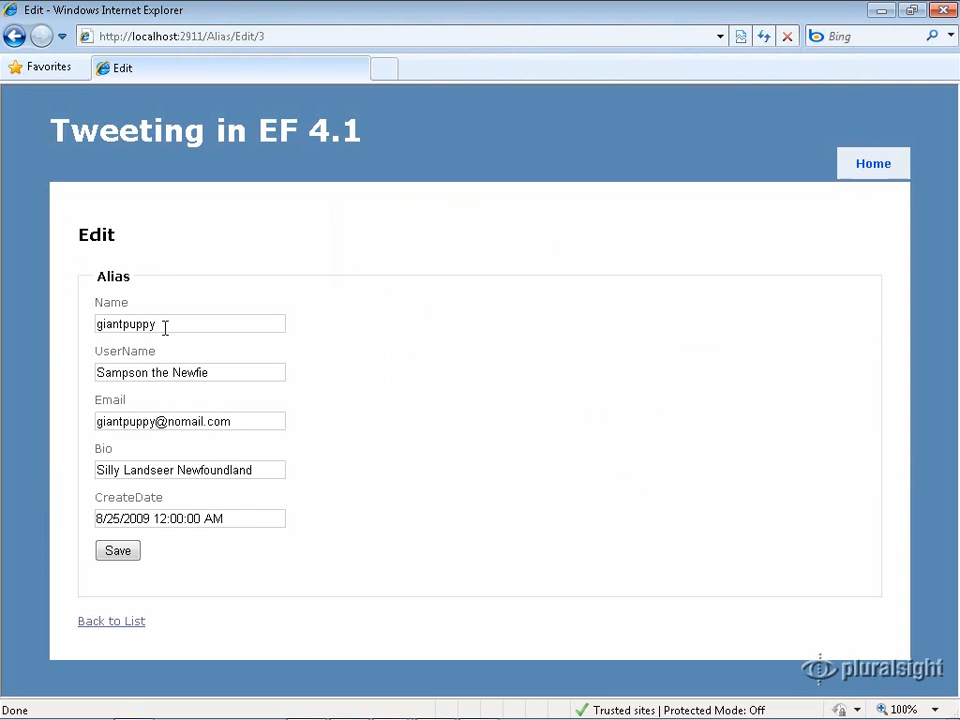 Edit - Windows Internet Explorer
http://localhost:2911/Alias/Edit/3
Bing
Favorites
Edit
Tweeting in EF 4.1
Home
Edit
Alias
Name
giantpuppy
UserName
Sampson the Newfie
Email
giantpuppy@nomail.com
Bio
Silly Landseer Newfoundland
CreateDate
8/25/2009 12:00:00 AM
Save
Back to List
pluralsight
Done
Trusted sites | Protected Mode: Off
100%